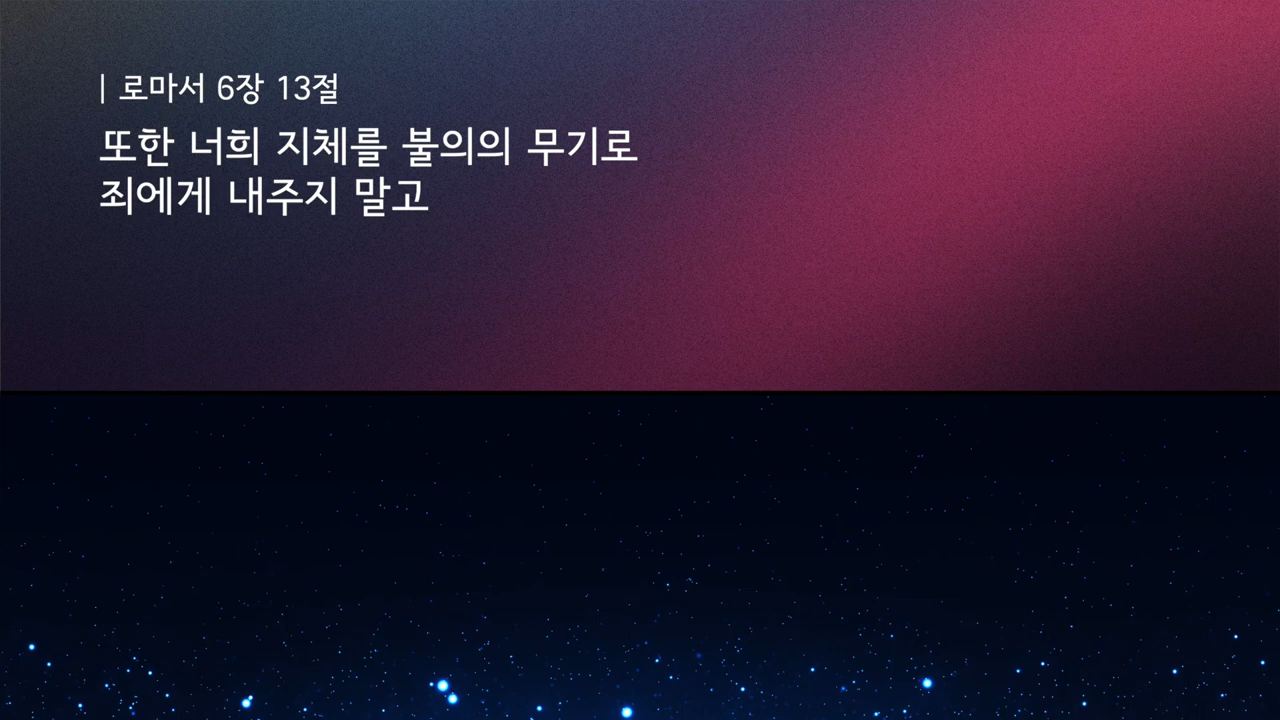 | 로마서 6장 13절
또한 너희 지체를 불의의 무기로
죄에게 내주지 말고